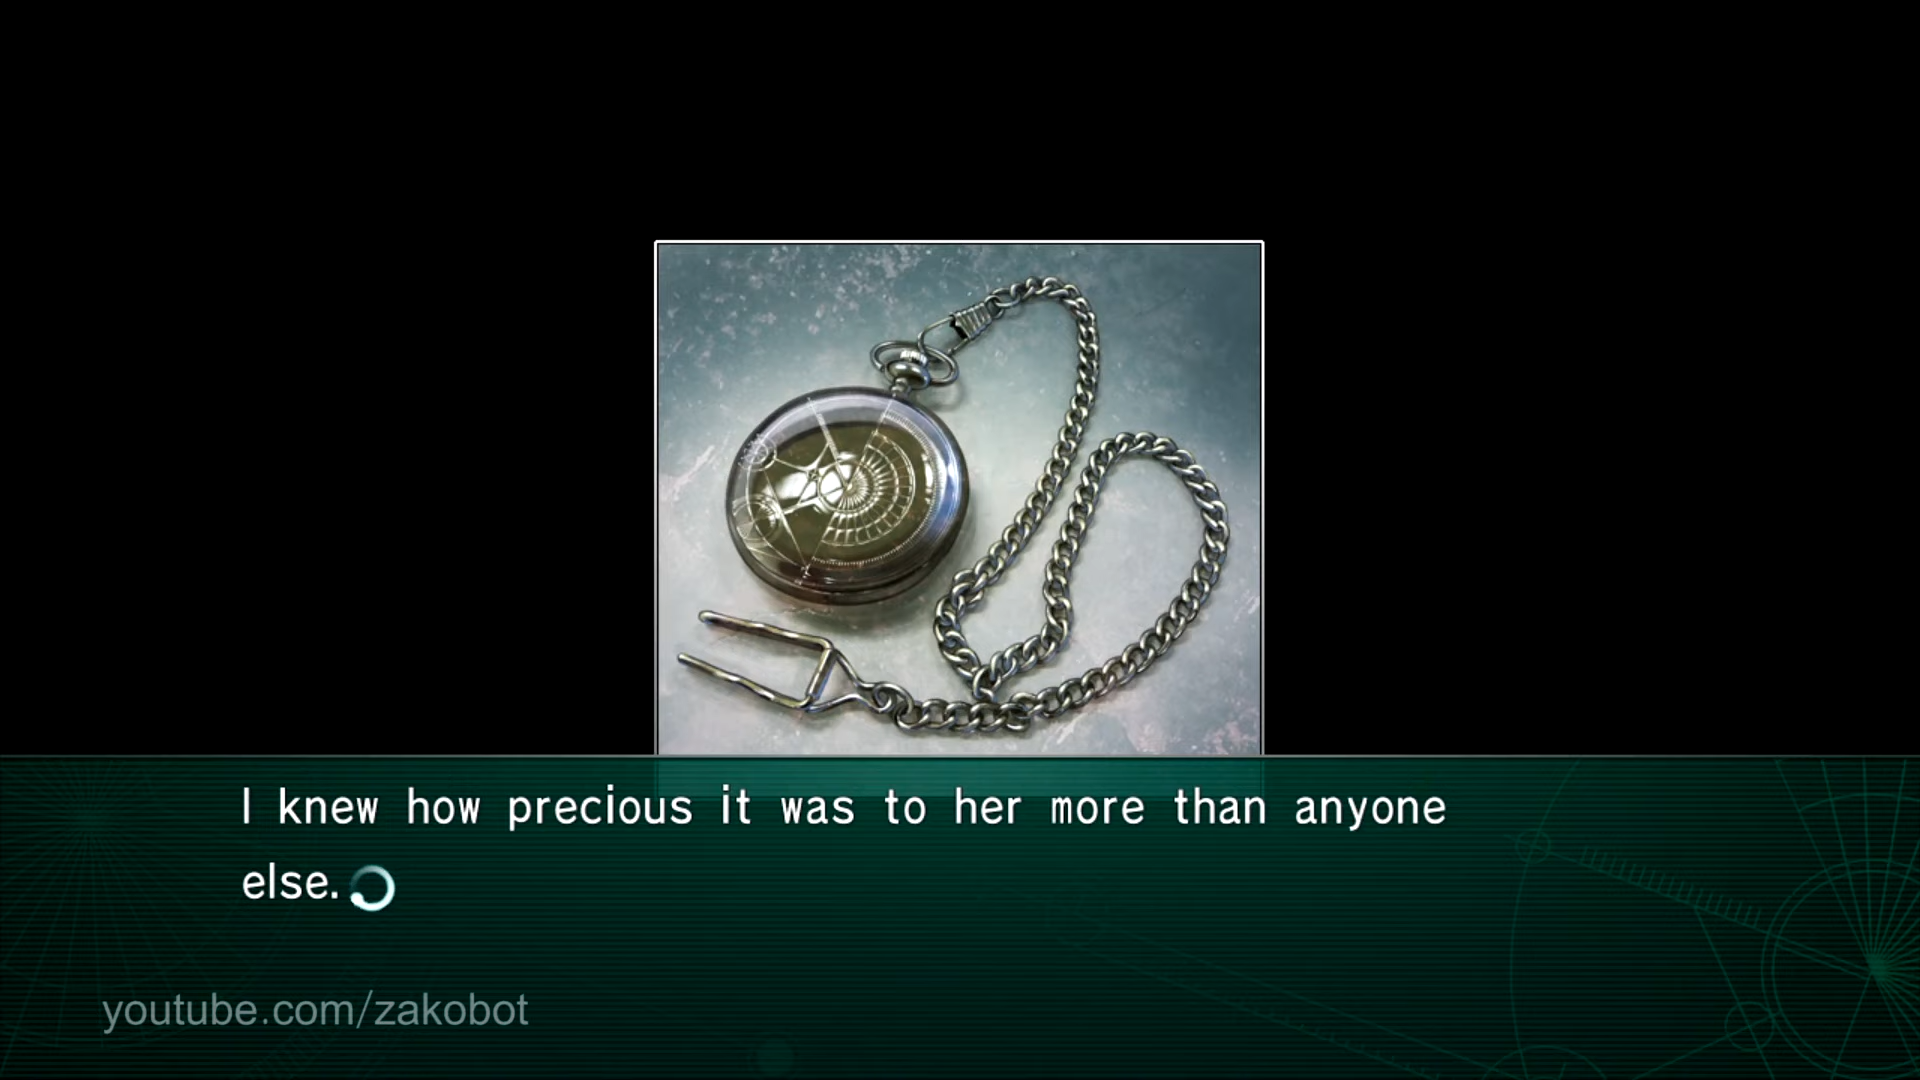 I knew how precious it was to her more than anyone
else.
youtube.com/zakobot